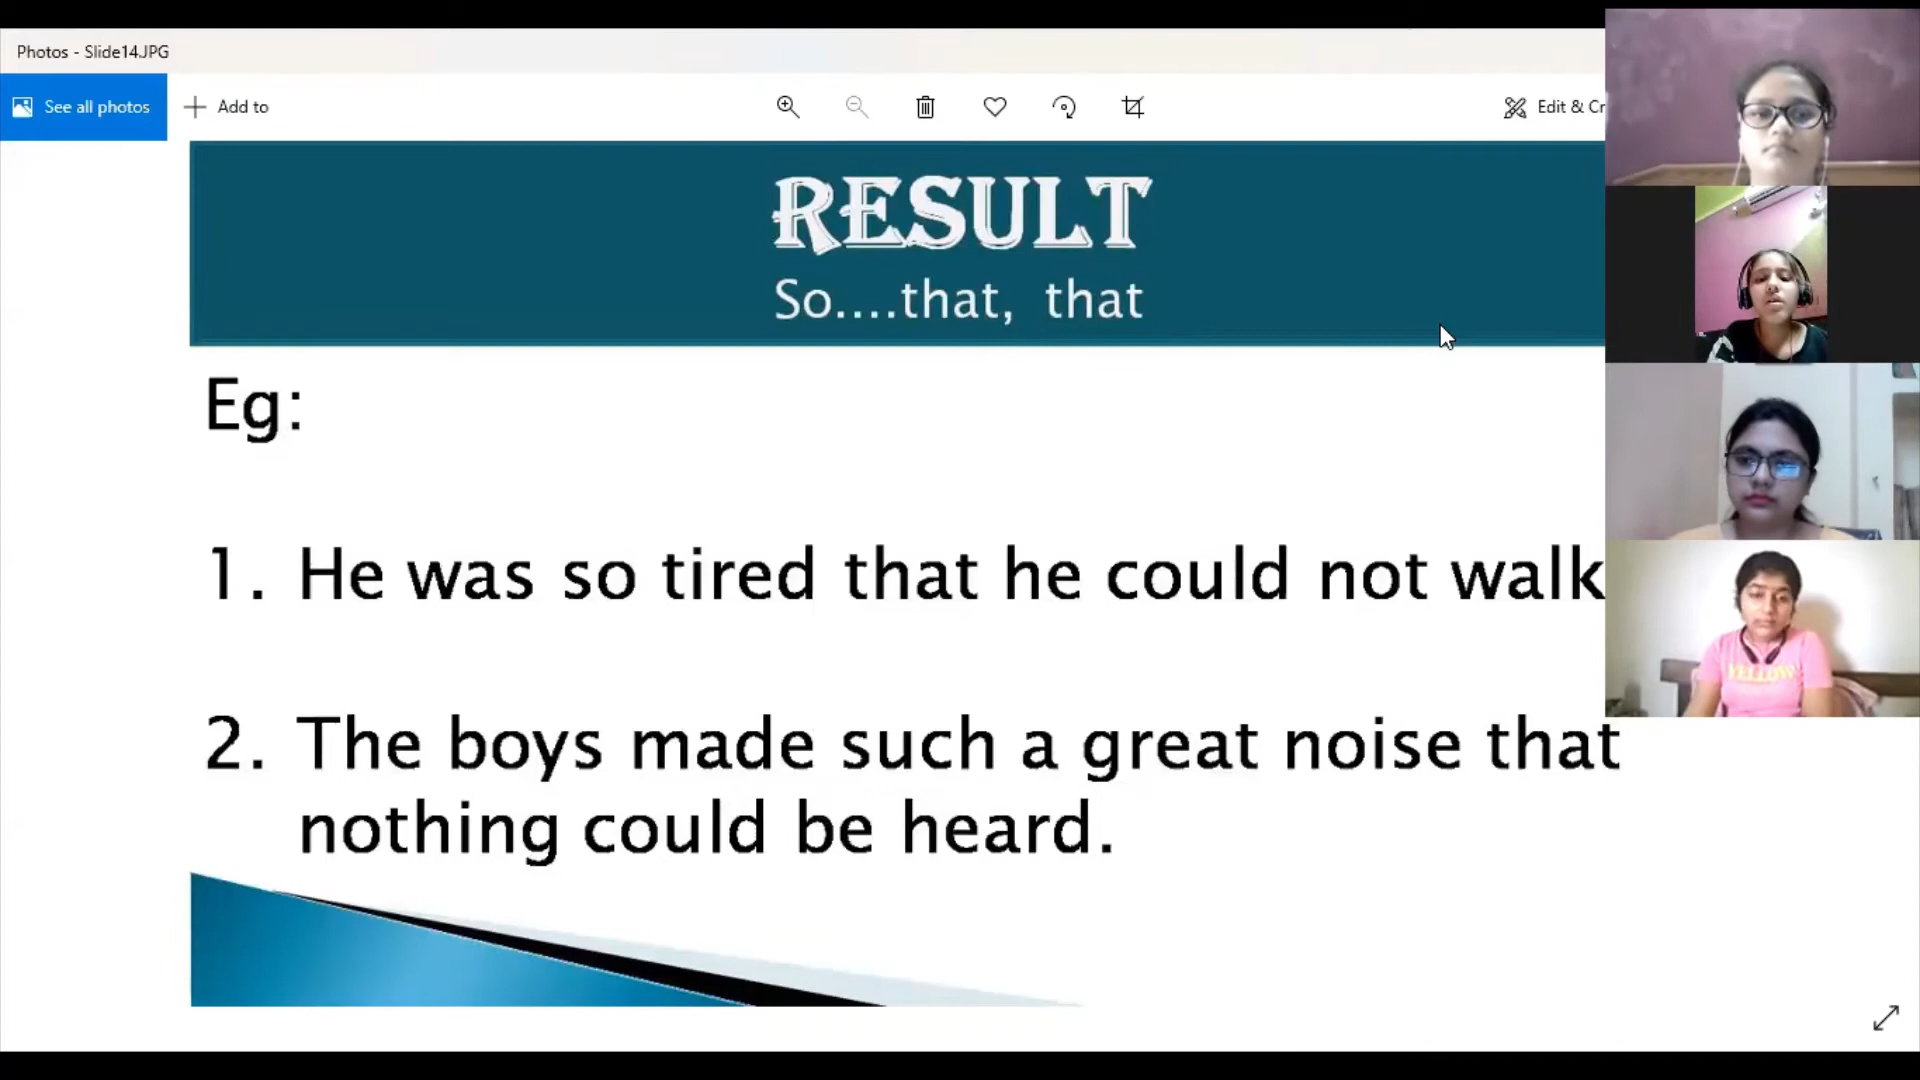 Photos - Slide14.JPG
See all photos
Add to
Edit & Cr
RESULT
So....that, that
Eg:
1. He was so tired that he could not walk
2. The boys made such a great noise that
nothing could be heard.
YELLOW